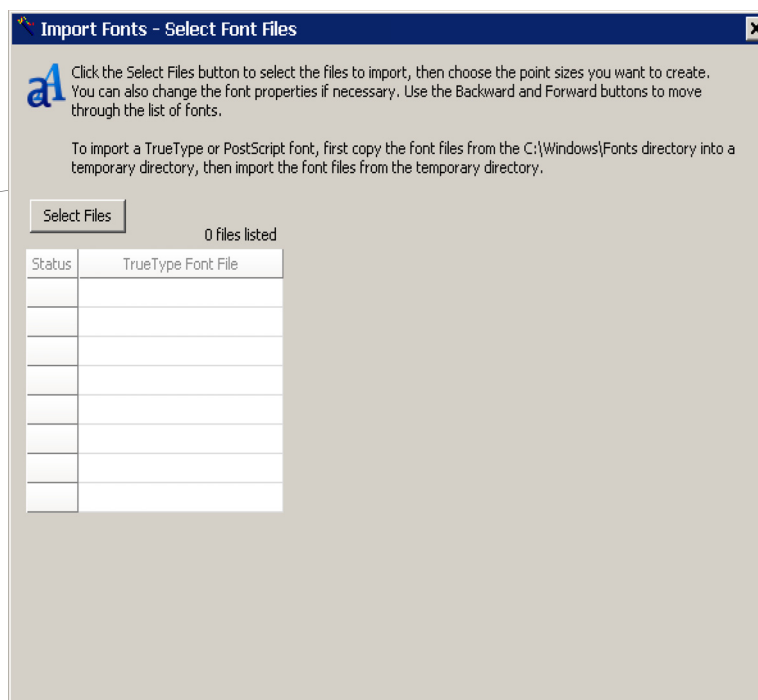 Import Fonts - Select Font Files
Click the Select Files button to select the files to import, then choose the point sizes you want to create.
You can also change the font properties if necessary. Use the Backward and Forward buttons to move
through the list of fonts.
To import a TrueType or PostScript font, first copy the font files from the C:\Windows\Fonts directory into a
temporary directory, then import the font files from the temporary directory.
Select Files
0 files listed
Status TrueType Font File